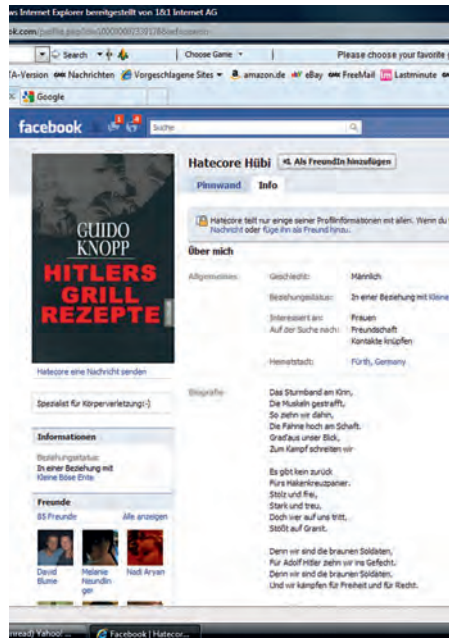 ws Internet Explorer bereitgestellt von 1&1 Internet AG
Search
Choose Game
Please choose your favorite
A-Version
Nachrichten
Vorgeschlagene Sites
amazon.de
eBay
FreeMail
Lastminute
Google
facebook
Suche
Hatecore Hübi
Als FreundIn hinzufügen
Pinnwand
Info
GUIDO
KNOPP
HITLERS
GRILL
REZEPTE
Hatecore eine Nachricht senden
Spezialist für Körperverletzung:-)
Informationen
Beziehungsstatus:
In einer Beziehung mit
Kleine Böse Ente
Freunde
85 Freunde
Alle anzeigen
David
Blume
Melanie
Neundlin
ger
Nadi Aryan
Hatecore teilt nur einige seiner Profilinformationen mit allen. Wenn du
Nachricht oder füge ihn als Freund hinzu.
Über mich
Allgemeines
Geschlecht:
Männlich
Beziehungsstatus:
In einer Beziehung mit Kleine
Interessiert an:
Frauen
Auf der Suche nach:
Freundschaft
Kontakte knüpfen
Heimatstadt:
Fürth, Germany
Biografie
Das Sturmband am Kinn,
Die Muskeln gestrafft,
So ziehn wir dahin,
Die Fahne hoch am Schaft.
Grad'aus unser Blick,
Zum Kampf schreiten wir
Es gibt kein zurück
Fürs Hakenkreuzpanier.
Stolz und frei,
Stark und treu,
Doch wer auf uns tritt,
Stößt auf Granit.
Denn wir sind die braunen Soldaten,
Für Adolf Hitler ziehn wir ins Gefecht.
Denn wir sind die braunen Soldaten,
Und wir kämpfen für Freiheit und für Recht.
nread) Yahoo! ...
Facebook | Hatecor...